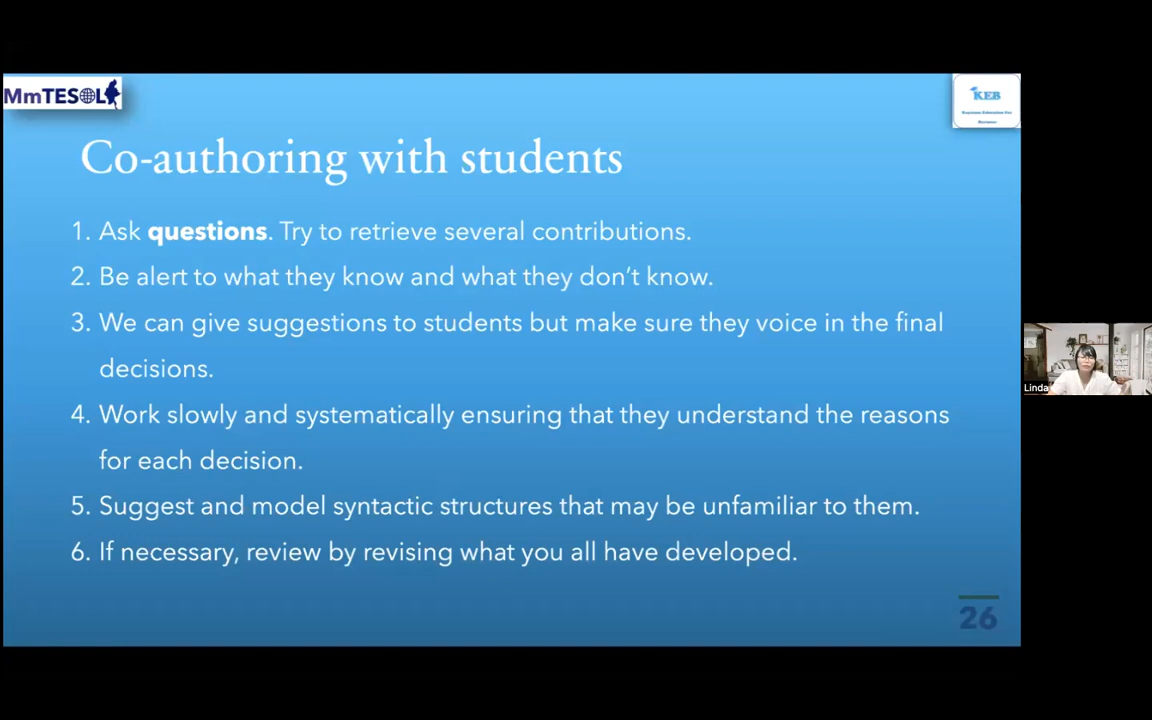 MmTESOL
KEB
Co-authoring with students
1. Ask questions. Try to retrieve several contributions.
2. Be alert to what they know and what they don’t know.
3. We can give suggestions to students but make sure they voice in the final
decisions.
4. Work slowly and systematically ensuring that they understand the reasons
for each decision.
5. Suggest and model syntactic structures that may be unfamiliar to them.
6. If necessary, review by revising what you all have developed.
26
Linda